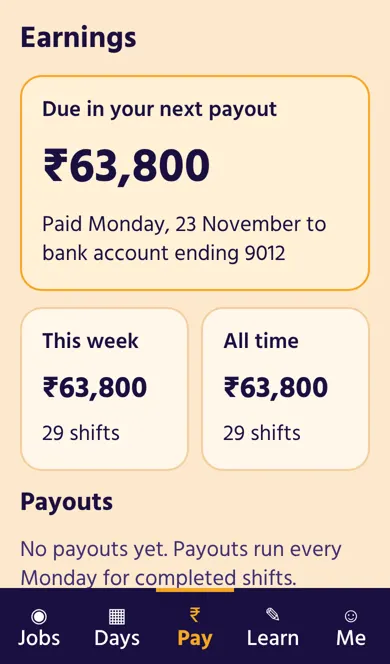 Earnings
Due in your next payout
₹63,800
Paid Monday, 23 November to
bank account ending 9012
This week
₹63,800
29 shifts
All time
₹63,800
29 shifts
Payouts
No payouts yet. Payouts run every
Monday for completed shifts.
Jobs
Days
₹
Pay
Learn
Me